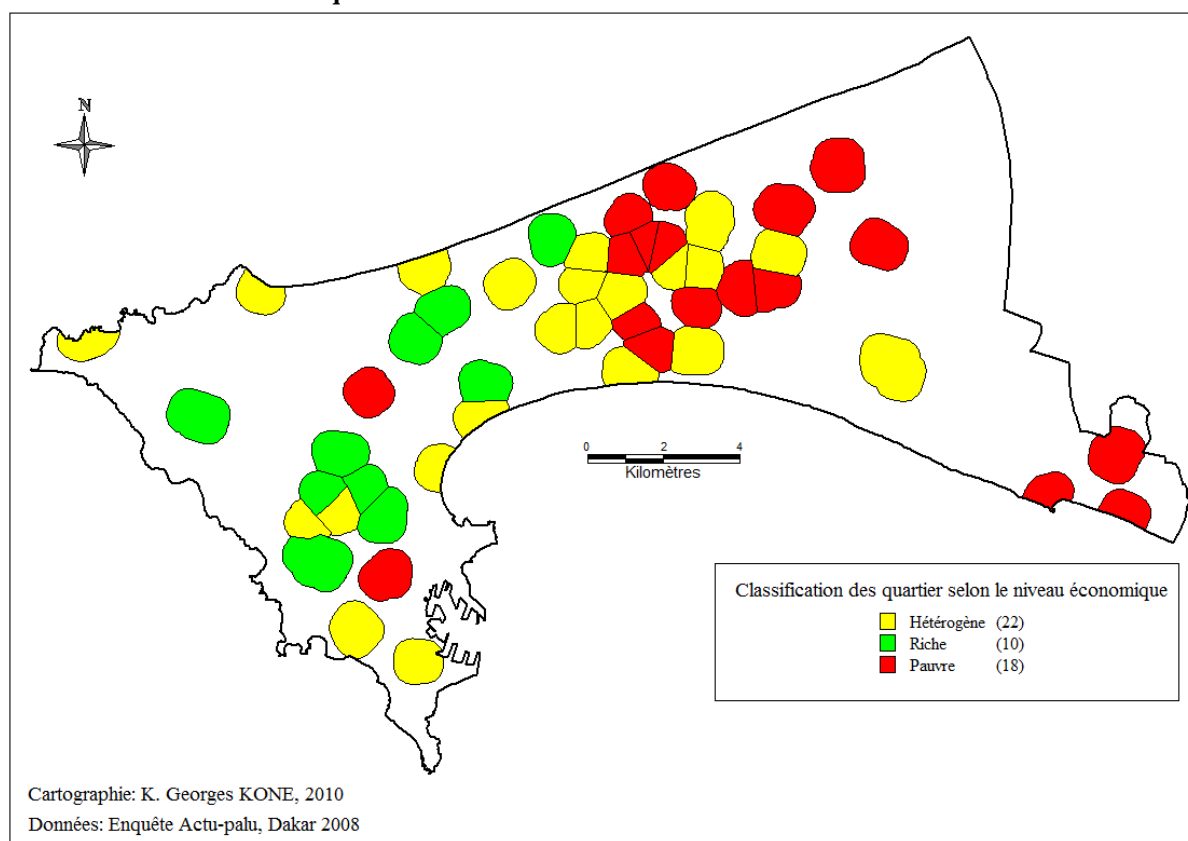 N
0 2 4
Kilomètres
Classification des quartier selon le niveau économique
Hétérogène (22)
Riche (10)
Pauvre (18)
Cartographie: K. Georges KONE, 2010
Données: Enquête Actu-palu, Dakar 2008